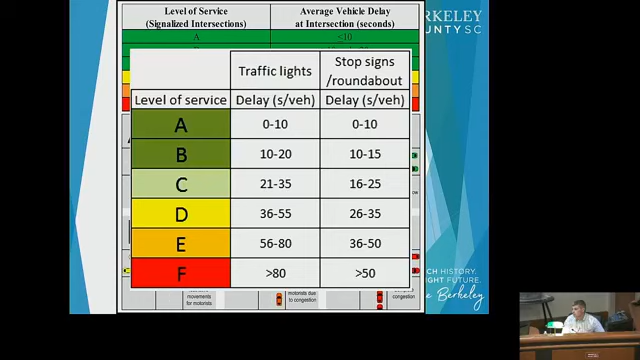 Level of Service
(Signalized Intersections)
Average Vehicle Delay
at Intersection (seconds)
BERKELEY
COUNTY SC
A
<10
Traffic lights
Stop signs
/roundabout
Level of service
Delay (s/veh)
Delay (s/veh)
A
0-10
0-10
B
10-20
10-15
C
21-35
16-25
D
36-55
26-35
E
56-80
36-50
F
>80
>50
movements
for motorists
motorists due
to congestion
congestion
CH HISTORY.
IGHT FUTURE.
Berkeley